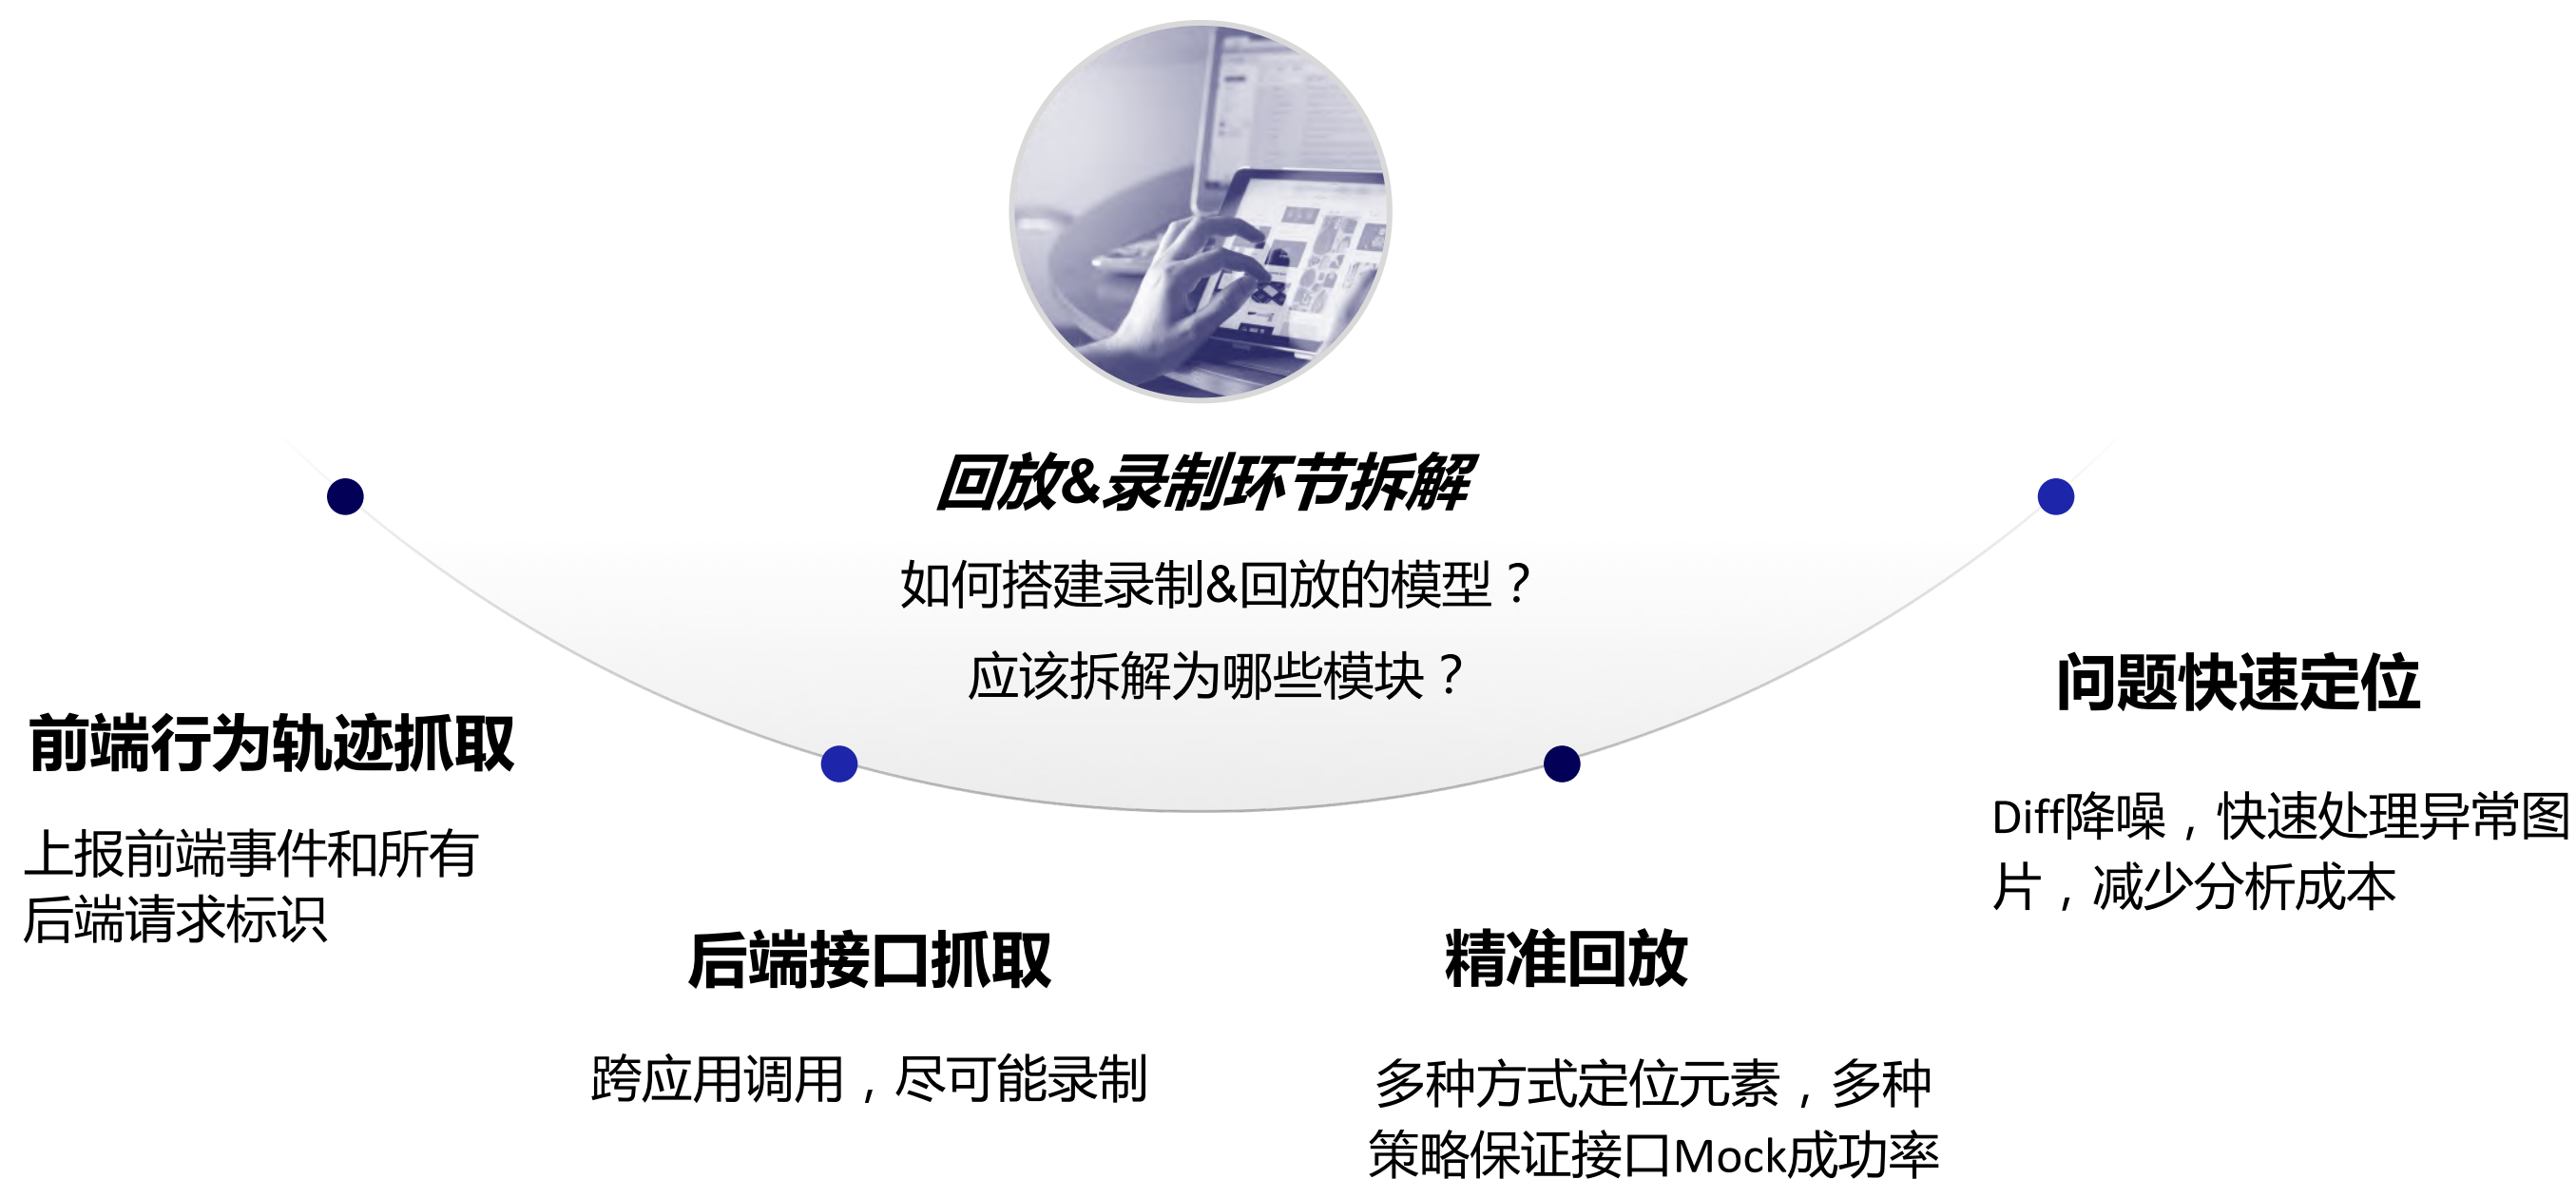 回放&录制环节拆解
如何搭建录制&回放的模型？
应该拆解为哪些模块？
前端行为轨迹抓取
上报前端事件和所有
后端请求标识
后端接口抓取
跨应用调用，尽可能录制
精准回放
多种方式定位元素，多种
策略保证接口Mock成功率
问题快速定位
Diff降噪，快速处理异常图
片，减少分析成本